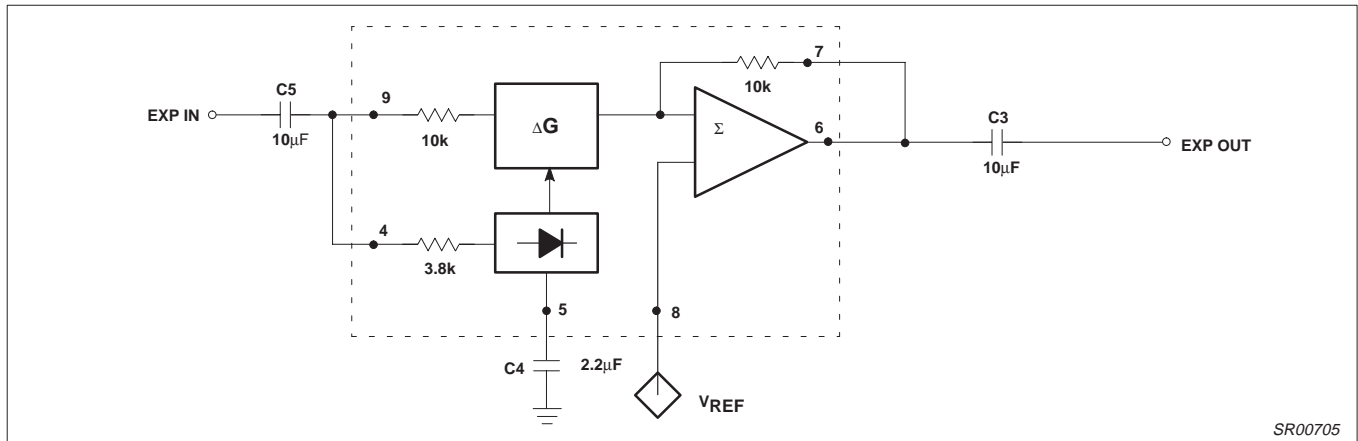 7
C5
10k
EXP IN
10μF
9
10k
ΔG
Σ
6
C3
10μF
EXP OUT
4
3.8k
5
8
C4
2.2μF
VREF
SR00705